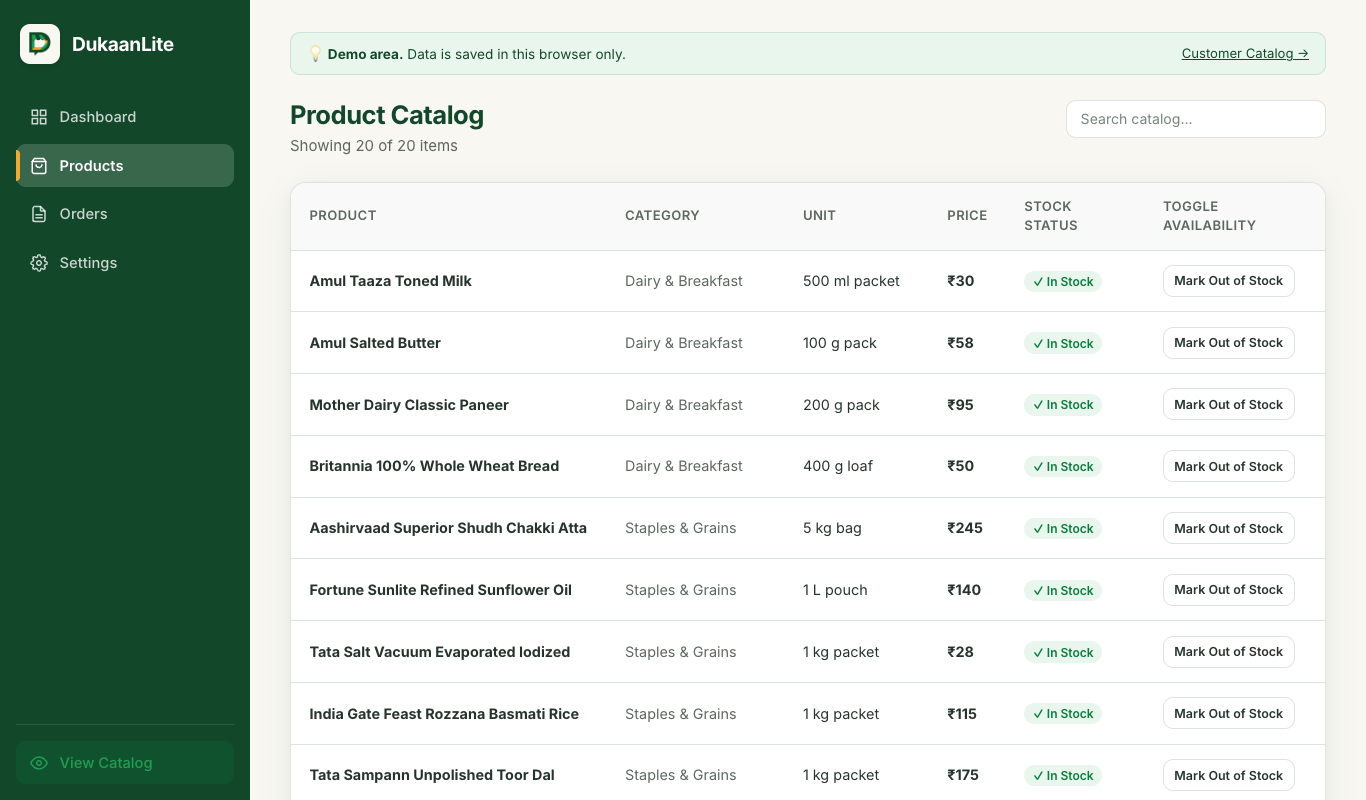 DukaanLite
Dashboard
Products
Orders
Settings
View Catalog
💡 Demo area. Data is saved in this browser only.
Customer Catalog →
Product Catalog
Showing 20 of 20 items
Search catalog...
PRODUCT CATEGORY UNIT PRICE STOCK STATUS TOGGLE AVAILABILITY
Amul Taaza Toned Milk Dairy & Breakfast 500 ml packet ₹30 ✓ In Stock Mark Out of Stock
Amul Salted Butter Dairy & Breakfast 100 g pack ₹58 ✓ In Stock Mark Out of Stock
Mother Dairy Classic Paneer Dairy & Breakfast 200 g pack ₹95 ✓ In Stock Mark Out of Stock
Britannia 100% Whole Wheat Bread Dairy & Breakfast 400 g loaf ₹50 ✓ In Stock Mark Out of Stock
Aashirvaad Superior Shudh Chakki Atta Staples & Grains 5 kg bag ₹245 ✓ In Stock Mark Out of Stock
Fortune Sunlite Refined Sunflower Oil Staples & Grains 1 L pouch ₹140 ✓ In Stock Mark Out of Stock
Tata Salt Vacuum Evaporated Iodized Staples & Grains 1 kg packet ₹28 ✓ In Stock Mark Out of Stock
India Gate Feast Rozzana Basmati Rice Staples & Grains 1 kg packet ₹115 ✓ In Stock Mark Out of Stock
Tata Sampann Unpolished Toor Dal Staples & Grains 1 kg packet ₹175 ✓ In Stock Mark Out of Stock